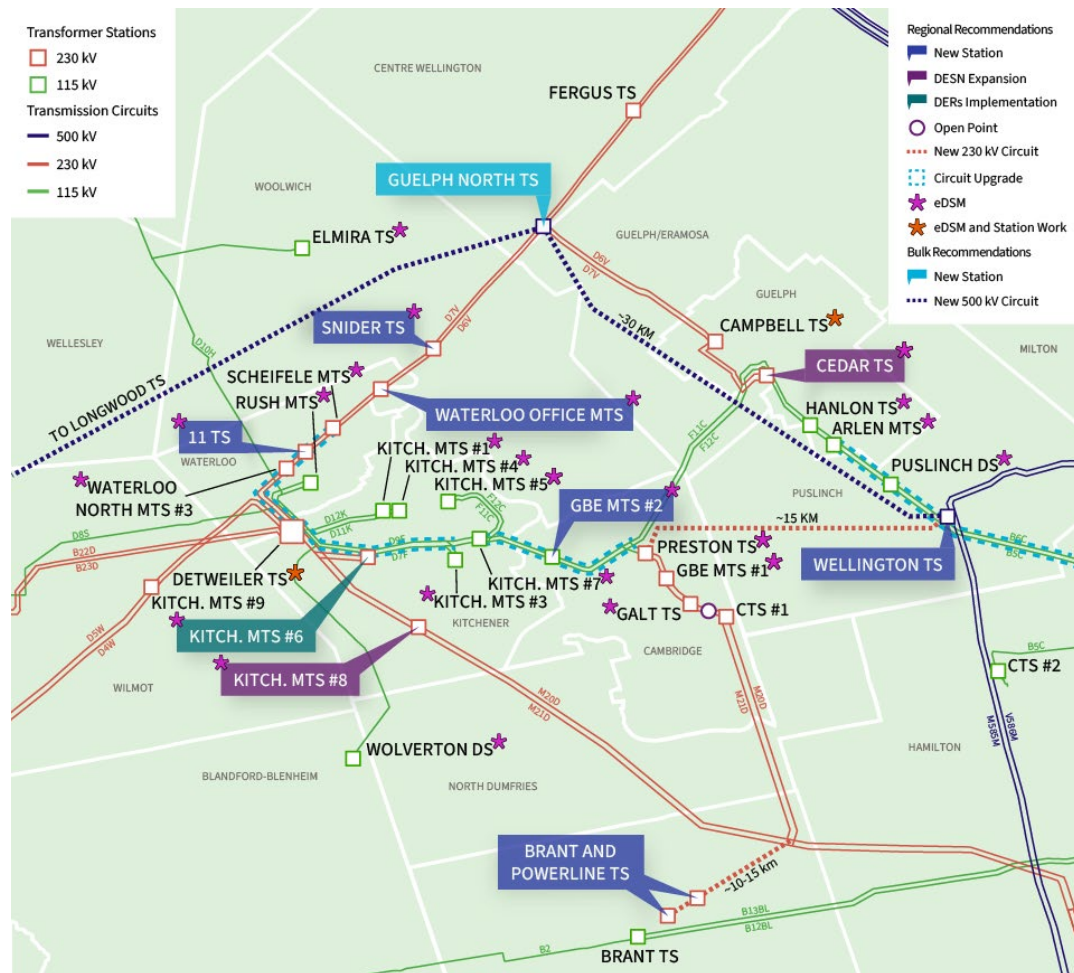 Transformer Stations
230 kV
115 kV
Transmission Circuits
500 kV
230 kV
115 kV
Regional Recommendations
New Station
DESN Expansion
DERs Implementation
Open Point
New 230 kV Circuit
Circuit Upgrade
eDSM
eDSM and Station Work
Bulk Recommendations
New Station
New 500 kV Circuit
CENTRE WELLINGTON
FERGUS TS
GUELPH NORTH TS
WOOLWICH
ELMIRA TS
GUELPH/ERAMOSA
D6V
D7V
D7V
D6V
GUELPH
SNIDER TS
~30 KM
CAMPBELL TS
MILTON
WELLESLEY
D10H
CEDAR TS
SCHEIFELE MTS
RUSH MTS
TO LONGWOOD TS
WATERLOO OFFICE MTS
HANLON TS
ARLEN MTS
11 TS
WATERLOO
F11C
F12C
KITCH. MTS #1
KITCH. MTS #4
KITCH. MTS #5
PUSLINCH DS
WATERLOO
NORTH MTS #3
GBE MTS #2
PUSLINCH
F12C
F11C
D12K
D11K
~15 KM
D8S
B22D
B23D
D9F
D7F
B6C
B5C
PRESTON TS
GBE MTS #1
WELLINGTON TS
DETWEILER TS
KITCH. MTS #9
KITCH. MTS #7
KITCH. MTS #3
KITCHENER
GALT TS
CTS #1
KITCH. MTS #6
D5W
D4W
CAMBRIDGE
B5C
CTS #2
KITCH. MTS #8
WILMOT
M20D
M21D
M20D
M21D
V586M
M585M
WOLVERTON DS
HAMILTON
BLANDFORD-BLENHEIM
NORTH DUMFRIES
BRANT AND
POWERLINE TS
~10-15 km
B13BL
B12BL
B2
BRANT TS